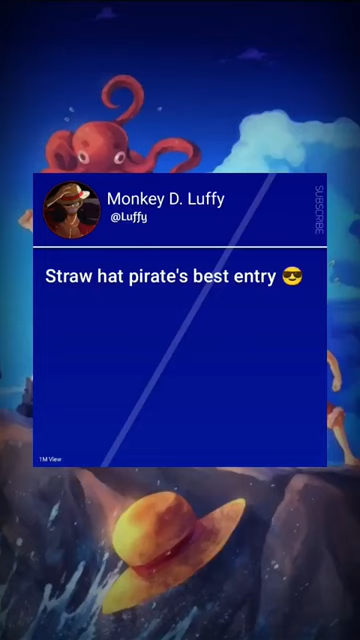 Monkey D. Luffy
@Luffy
SUBSCRIBE
Straw hat pirate's best entry 😎
1M View